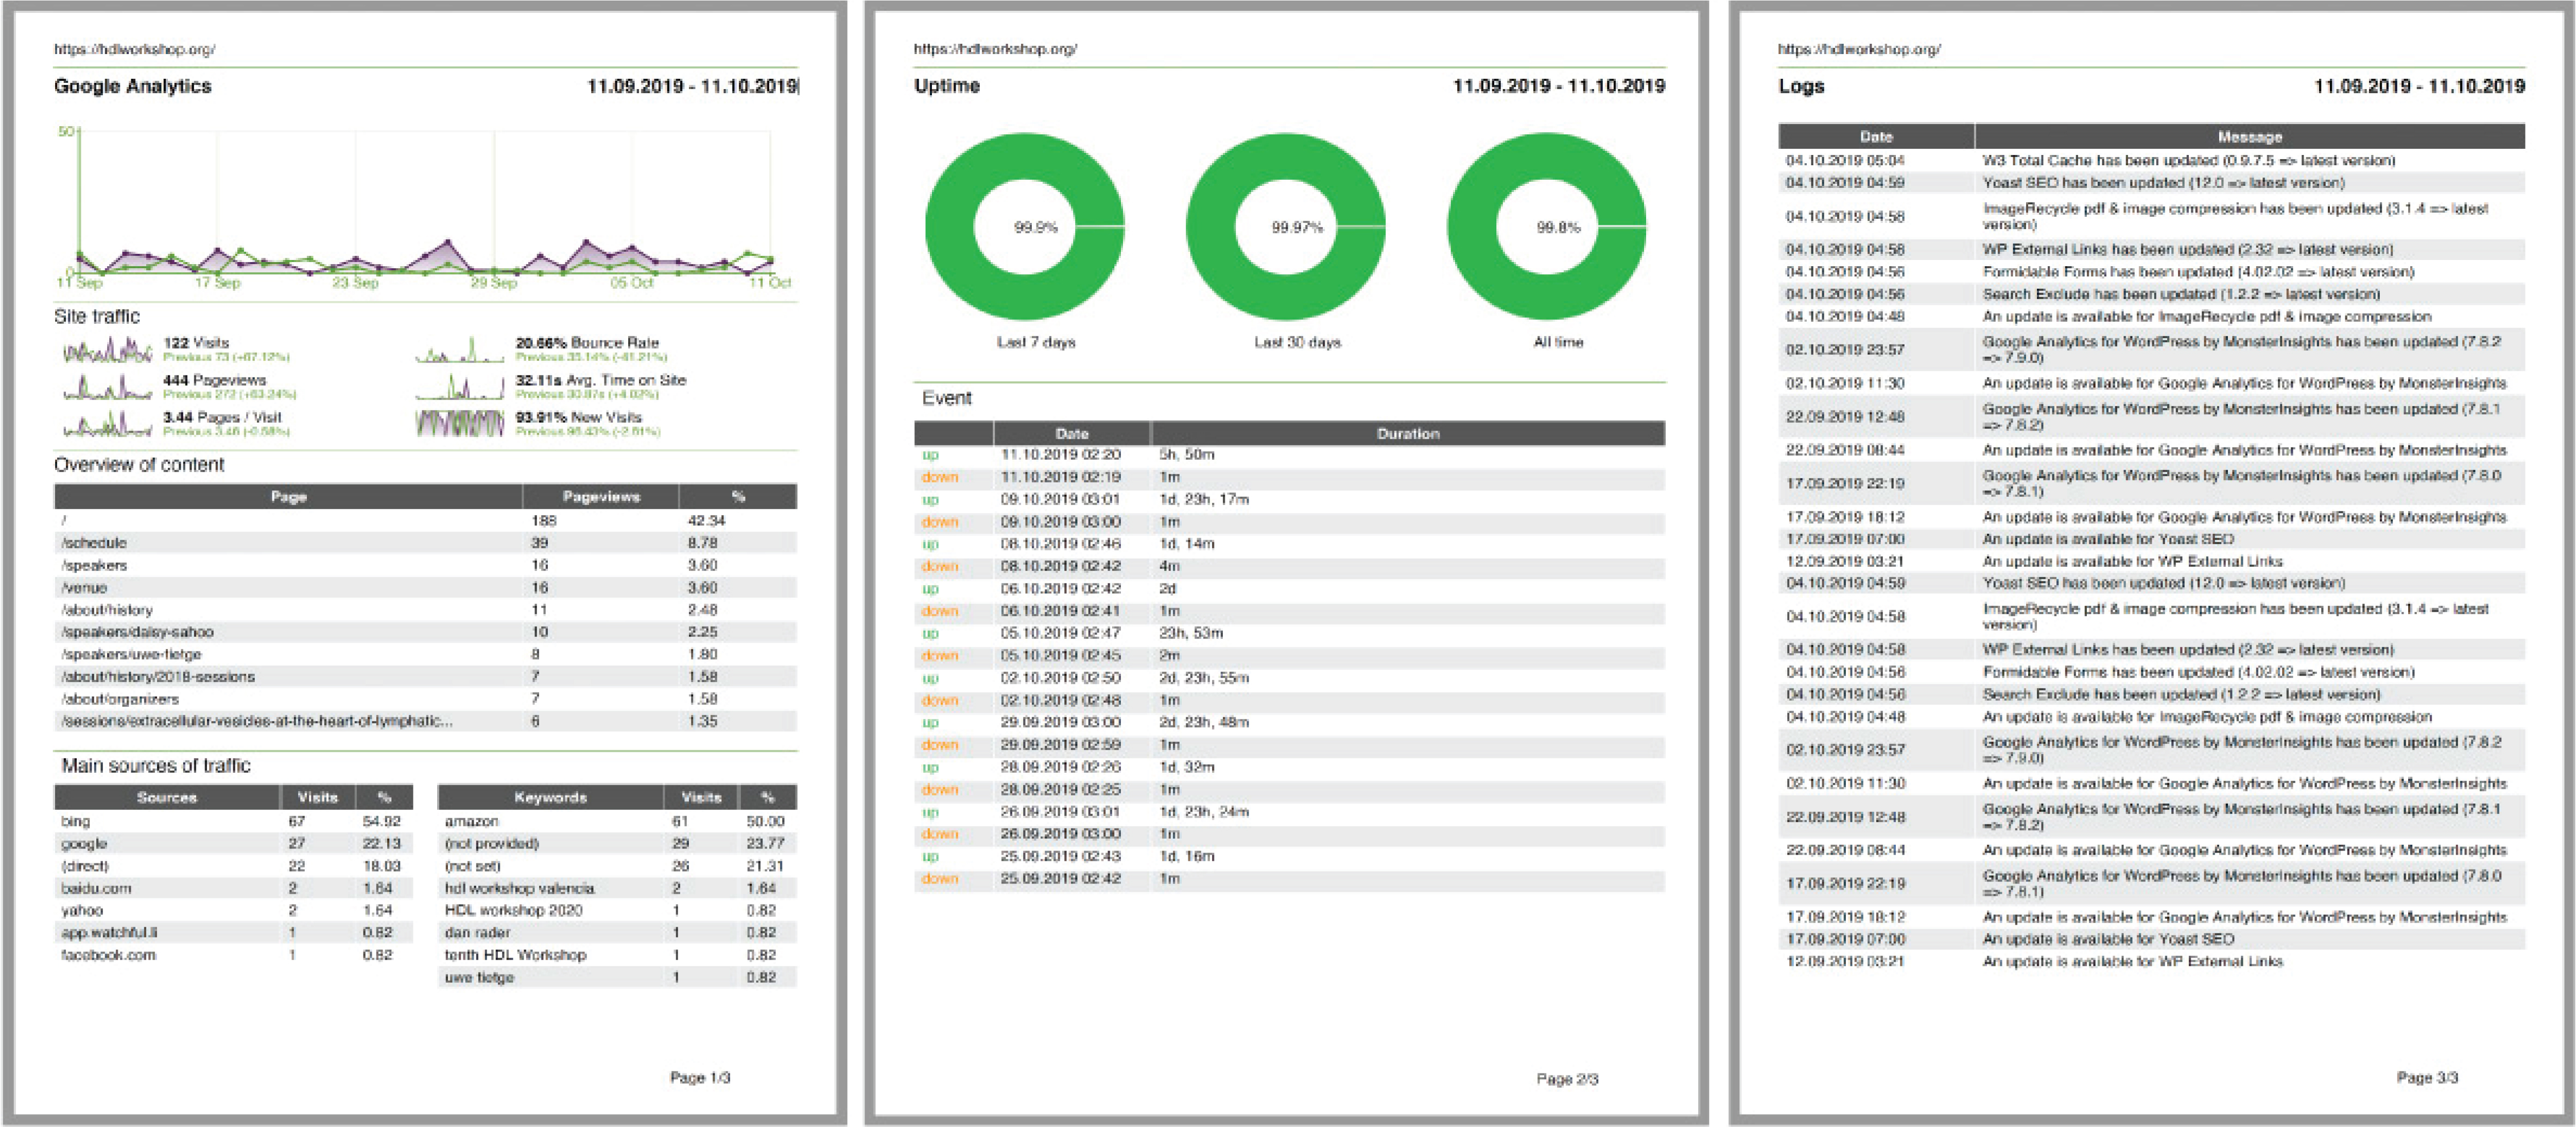 https://hdlworkshop.org/
Google Analytics 11.09.2019 - 11.10.2019
50
0
11 Sep 17 Sep 23 Sep 29 Sep 05 Oct 11 Oct
Site traffic
122 Visits
Previous 73 (+67.12%)
20.66% Bounce Rate
Previous 35.14% (-41.21%)
444 Pageviews
Previous 272 (+63.24%)
32.11s Avg. Time on Site
Previous 30.87s (+4.02%)
3.44 Pages / Visit
Previous 3.46 (-0.58%)
93.91% New Visits
Previous 96.43% (-2.61%)
Overview of content
Page Pageviews %
/ 188 42.34
/schedule 39 8.78
/speakers 16 3.60
/venue 16 3.60
/about/history 11 2.48
/speakers/daisy-sahoo 10 2.25
/speakers/uwe-tietge 8 1.80
/about/history/2018-sessions 7 1.58
/about/organizers 7 1.58
/sessions/extracellular-vesicles-at-the-heart-of-lymphatic... 6 1.35
Main sources of traffic
Sources Visits %
bing 67 54.92
google 27 22.13
(direct) 22 18.03
baidu.com 2 1.64
yahoo 2 1.64
app.watchful.li 1 0.82
facebook.com 1 0.82
Keywords Visits %
amazon 61 50.00
(not provided) 29 23.77
(not set) 26 21.31
hdl workshop valencia 2 1.64
HDL workshop 2020 1 0.82
dan rader 1 0.82
tenth HDL Workshop 1 0.82
uwe tietge 1 0.82
Page 1/3
https://hdlworkshop.org/
Uptime 11.09.2019 - 11.10.2019
99.9% 99.97% 99.8%
Last 7 days Last 30 days All time
Event
Date Duration
up 11.10.2019 02:20 5h, 50m
down 11.10.2019 02:19 1m
up 09.10.2019 03:01 1d, 23h, 17m
down 09.10.2019 03:00 1m
up 08.10.2019 02:46 1d, 14m
down 08.10.2019 02:42 4m
up 06.10.2019 02:42 2d
down 06.10.2019 02:41 1m
up 05.10.2019 02:47 23h, 53m
down 05.10.2019 02:45 2m
up 02.10.2019 02:50 2d, 23h, 55m
down 02.10.2019 02:48 1m
up 29.09.2019 03:00 2d, 23h, 48m
down 29.09.2019 02:59 1m
up 28.09.2019 02:26 1d, 32m
down 28.09.2019 02:25 1m
up 26.09.2019 03:01 1d, 23h, 24m
down 26.09.2019 03:00 1m
up 25.09.2019 02:43 1d, 16m
down 25.09.2019 02:42 1m
Page 2/3
https://hdlworkshop.org/
Logs 11.09.2019 - 11.10.2019
Date Message
04.10.2019 05:04 W3 Total Cache has been updated (0.9.7.5 => latest version)
04.10.2019 04:59 Yoast SEO has been updated (12.0 => latest version)
04.10.2019 04:58 ImageRecycle pdf & image compression has been updated (3.1.4 => latest
version)
04.10.2019 04:58 WP External Links has been updated (2.32 => latest version)
04.10.2019 04:56 Formidable Forms has been updated (4.02.02 => latest version)
04.10.2019 04:56 Search Exclude has been updated (1.2.2 => latest version)
04.10.2019 04:48 An update is available for ImageRecycle pdf & image compression
02.10.2019 23:57 Google Analytics for WordPress by MonsterInsights has been updated (7.8.2
=> 7.9.0)
02.10.2019 11:30 An update is available for Google Analytics for WordPress by MonsterInsights
22.09.2019 12:48 Google Analytics for WordPress by MonsterInsights has been updated (7.8.1
=> 7.8.2)
22.09.2019 08:44 An update is available for Google Analytics for WordPress by MonsterInsights
17.09.2019 22:19 Google Analytics for WordPress by MonsterInsights has been updated (7.8.0
=> 7.8.1)
17.09.2019 18:12 An update is available for Google Analytics for WordPress by MonsterInsights
17.09.2019 07:00 An update is available for Yoast SEO
12.09.2019 03:21 An update is available for WP External Links
04.10.2019 04:59 Yoast SEO has been updated (12.0 => latest version)
04.10.2019 04:58 ImageRecycle pdf & image compression has been updated (3.1.4 => latest
version)
04.10.2019 04:58 WP External Links has been updated (2.32 => latest version)
04.10.2019 04:56 Formidable Forms has been updated (4.02.02 => latest version)
04.10.2019 04:56 Search Exclude has been updated (1.2.2 => latest version)
04.10.2019 04:48 An update is available for ImageRecycle pdf & image compression
02.10.2019 23:57 Google Analytics for WordPress by MonsterInsights has been updated (7.8.2
=> 7.9.0)
02.10.2019 11:30 An update is available for Google Analytics for WordPress by MonsterInsights
22.09.2019 12:48 Google Analytics for WordPress by MonsterInsights has been updated (7.8.1
=> 7.8.2)
22.09.2019 08:44 An update is available for Google Analytics for WordPress by MonsterInsights
17.09.2019 22:19 Google Analytics for WordPress by MonsterInsights has been updated (7.8.0
=> 7.8.1)
17.09.2019 18:12 An update is available for Google Analytics for WordPress by MonsterInsights
17.09.2019 07:00 An update is available for Yoast SEO
12.09.2019 03:21 An update is available for WP External Links
Page 3/3